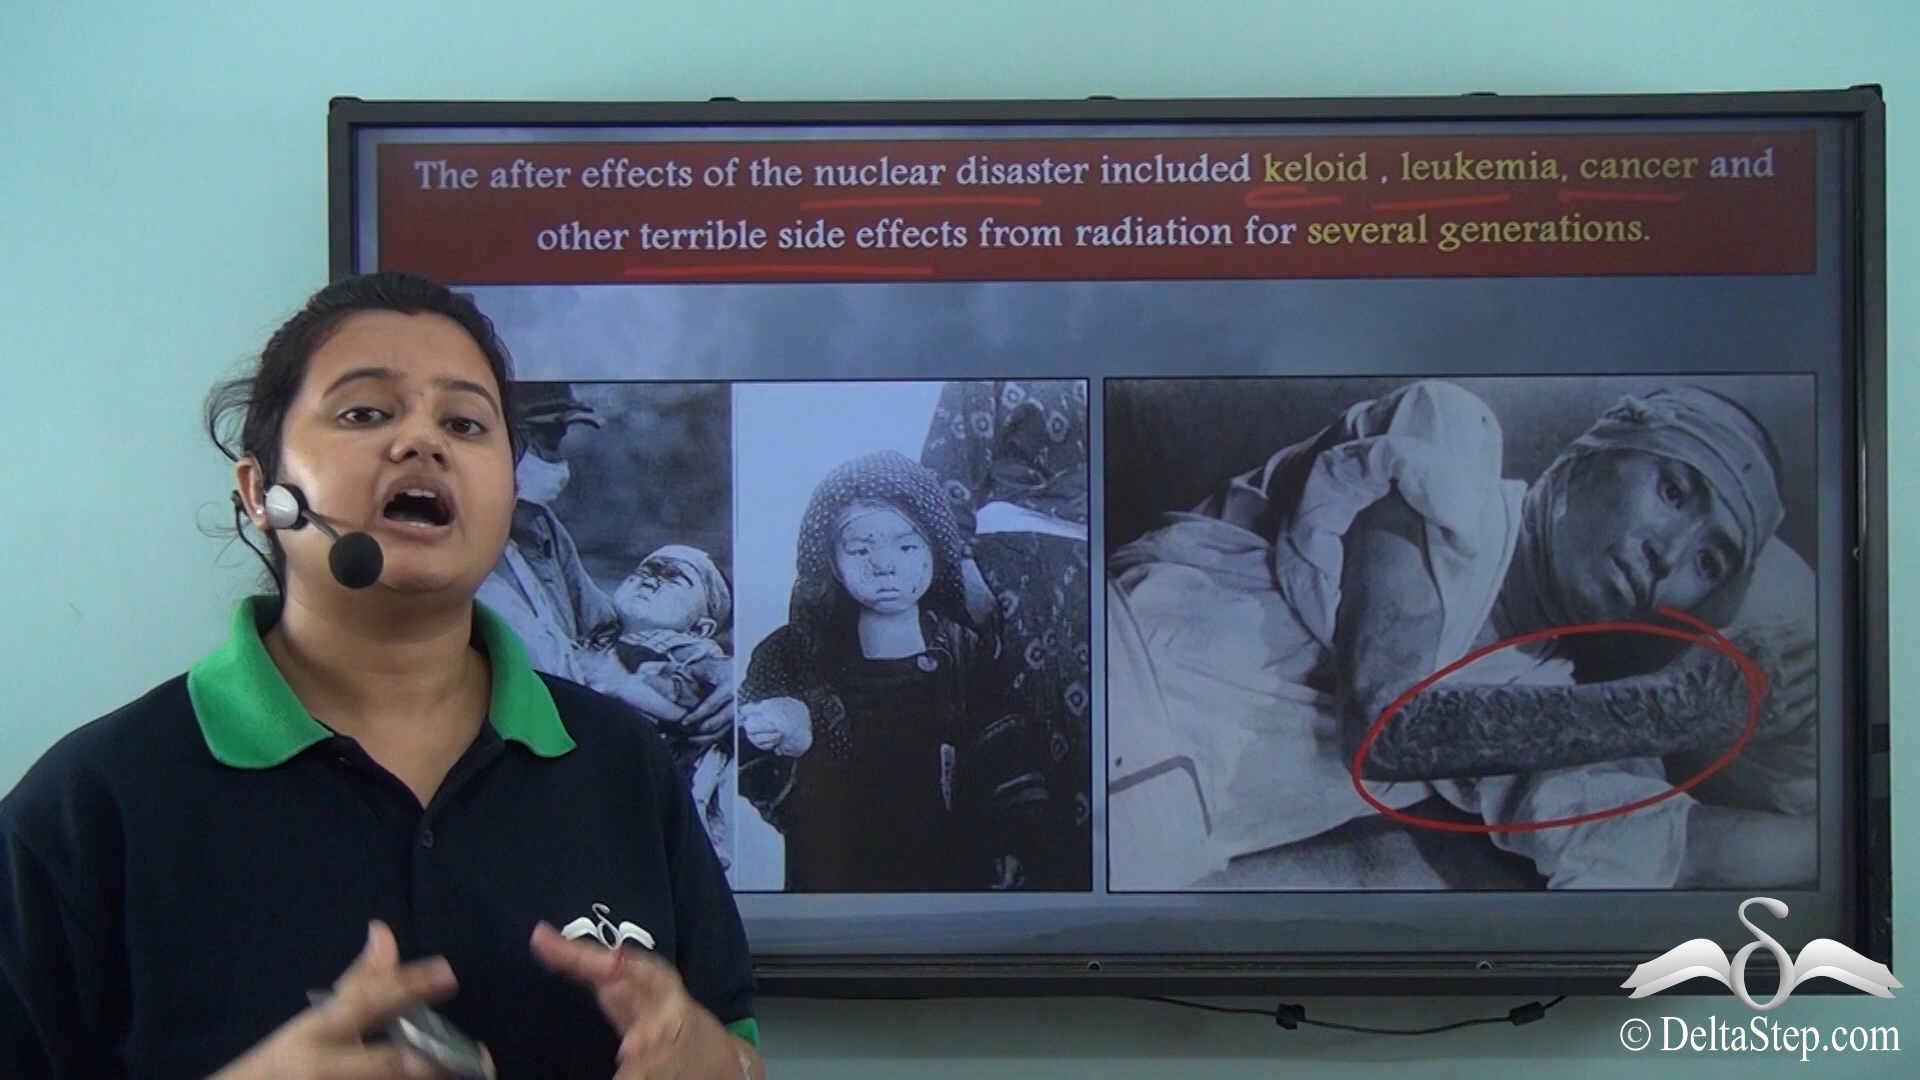 The after effects of the nuclear disaster included keloid , leukemia, cancer and
other terrible side effects from radiation for several generations.
© DeltaStep.com